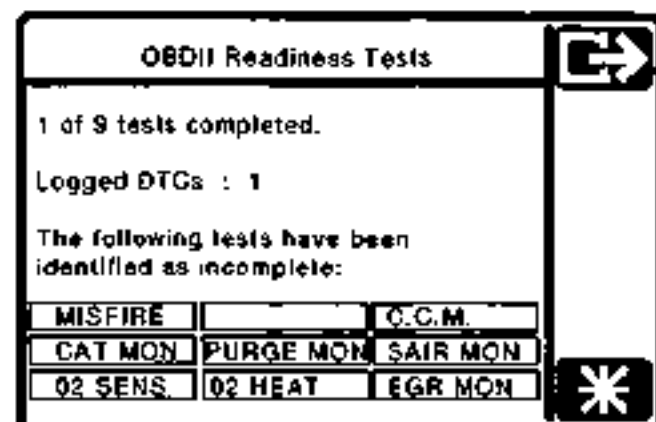 OBDII Readiness Tests
1 of 9 tests completed.
Logged DTCs : 1
The following tests have been
identified as incomplete:
MISFIRE C.C.M.
CAT MON PURGE MON SAIR MON
02 SENS. 02 HEAT EGR MON